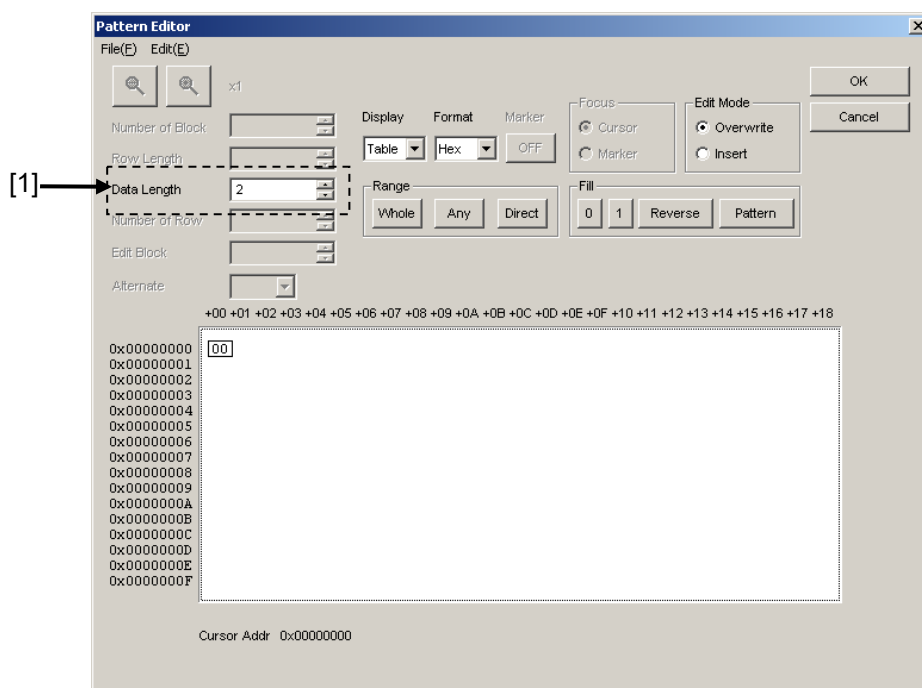 Pattern Editor
File(F) Edit(E)
x1
OK
Cancel
Number of Block
Row Length
Data Length 2
Number of Row
Edit Block
Alternate
Display Format Marker
Table Hex OFF
Focus
Cursor
Marker
Edit Mode
Overwrite
Insert
Range
Whole Any Direct
Fill
0 1 Reverse Pattern
[1]
+00 +01 +02 +03 +04 +05 +06 +07 +08 +09 +0A +0B +0C +0D +0E +0F +10 +11 +12 +13 +14 +15 +16 +17 +18
0x00000000 00
0x00000001
0x00000002
0x00000003
0x00000004
0x00000005
0x00000006
0x00000007
0x00000008
0x00000009
0x0000000A
0x0000000B
0x0000000C
0x0000000D
0x0000000E
0x0000000F
Cursor Addr 0x00000000